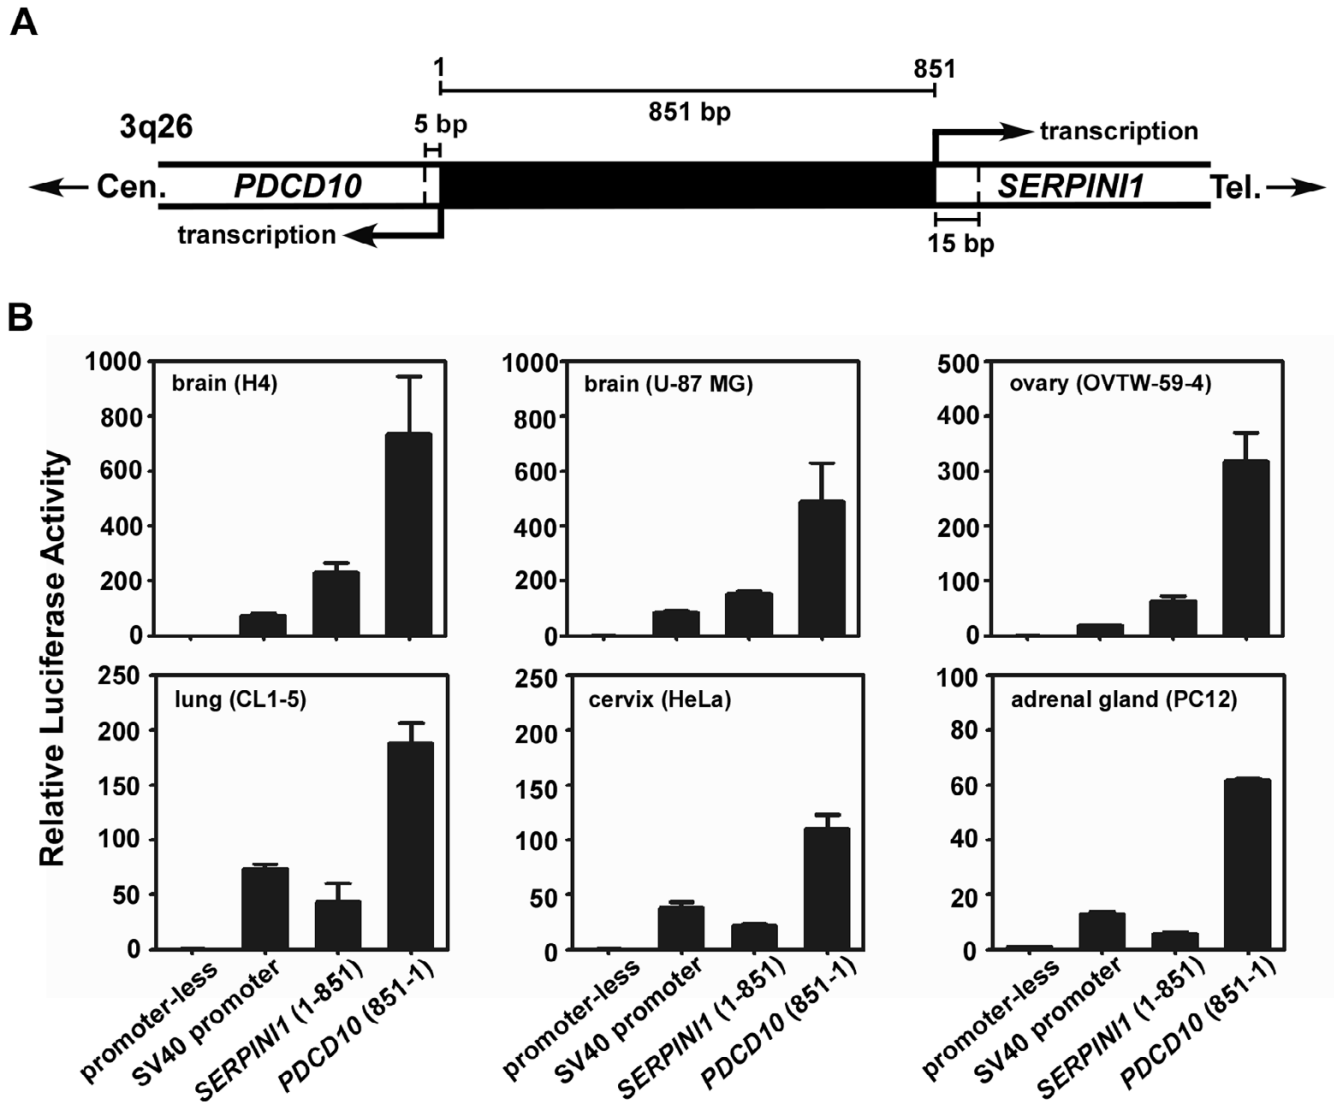 A
1 851
851 bp
3q26
5 bp
transcription
Cen. PDCD10 SERPINI1 Tel.
transcription
15 bp
B
Relative Luciferase Activity
brain (H4)
1000
800
600
400
200
0
brain (U-87 MG)
1000
800
600
400
200
0
ovary (OVTW-59-4)
500
400
300
200
100
0
lung (CL1-5)
250
200
150
100
50
0
promoter-less
SV40 promoter
SERPINI1 (1-851)
PDCD10 (851-1)
cervix (HeLa)
250
200
150
100
50
0
promoter-less
SV40 promoter
SERPINI1 (1-851)
PDCD10 (851-1)
adrenal gland (PC12)
100
80
60
40
20
0
promoter-less
SV40 promoter
SERPINI1 (1-851)
PDCD10 (851-1)